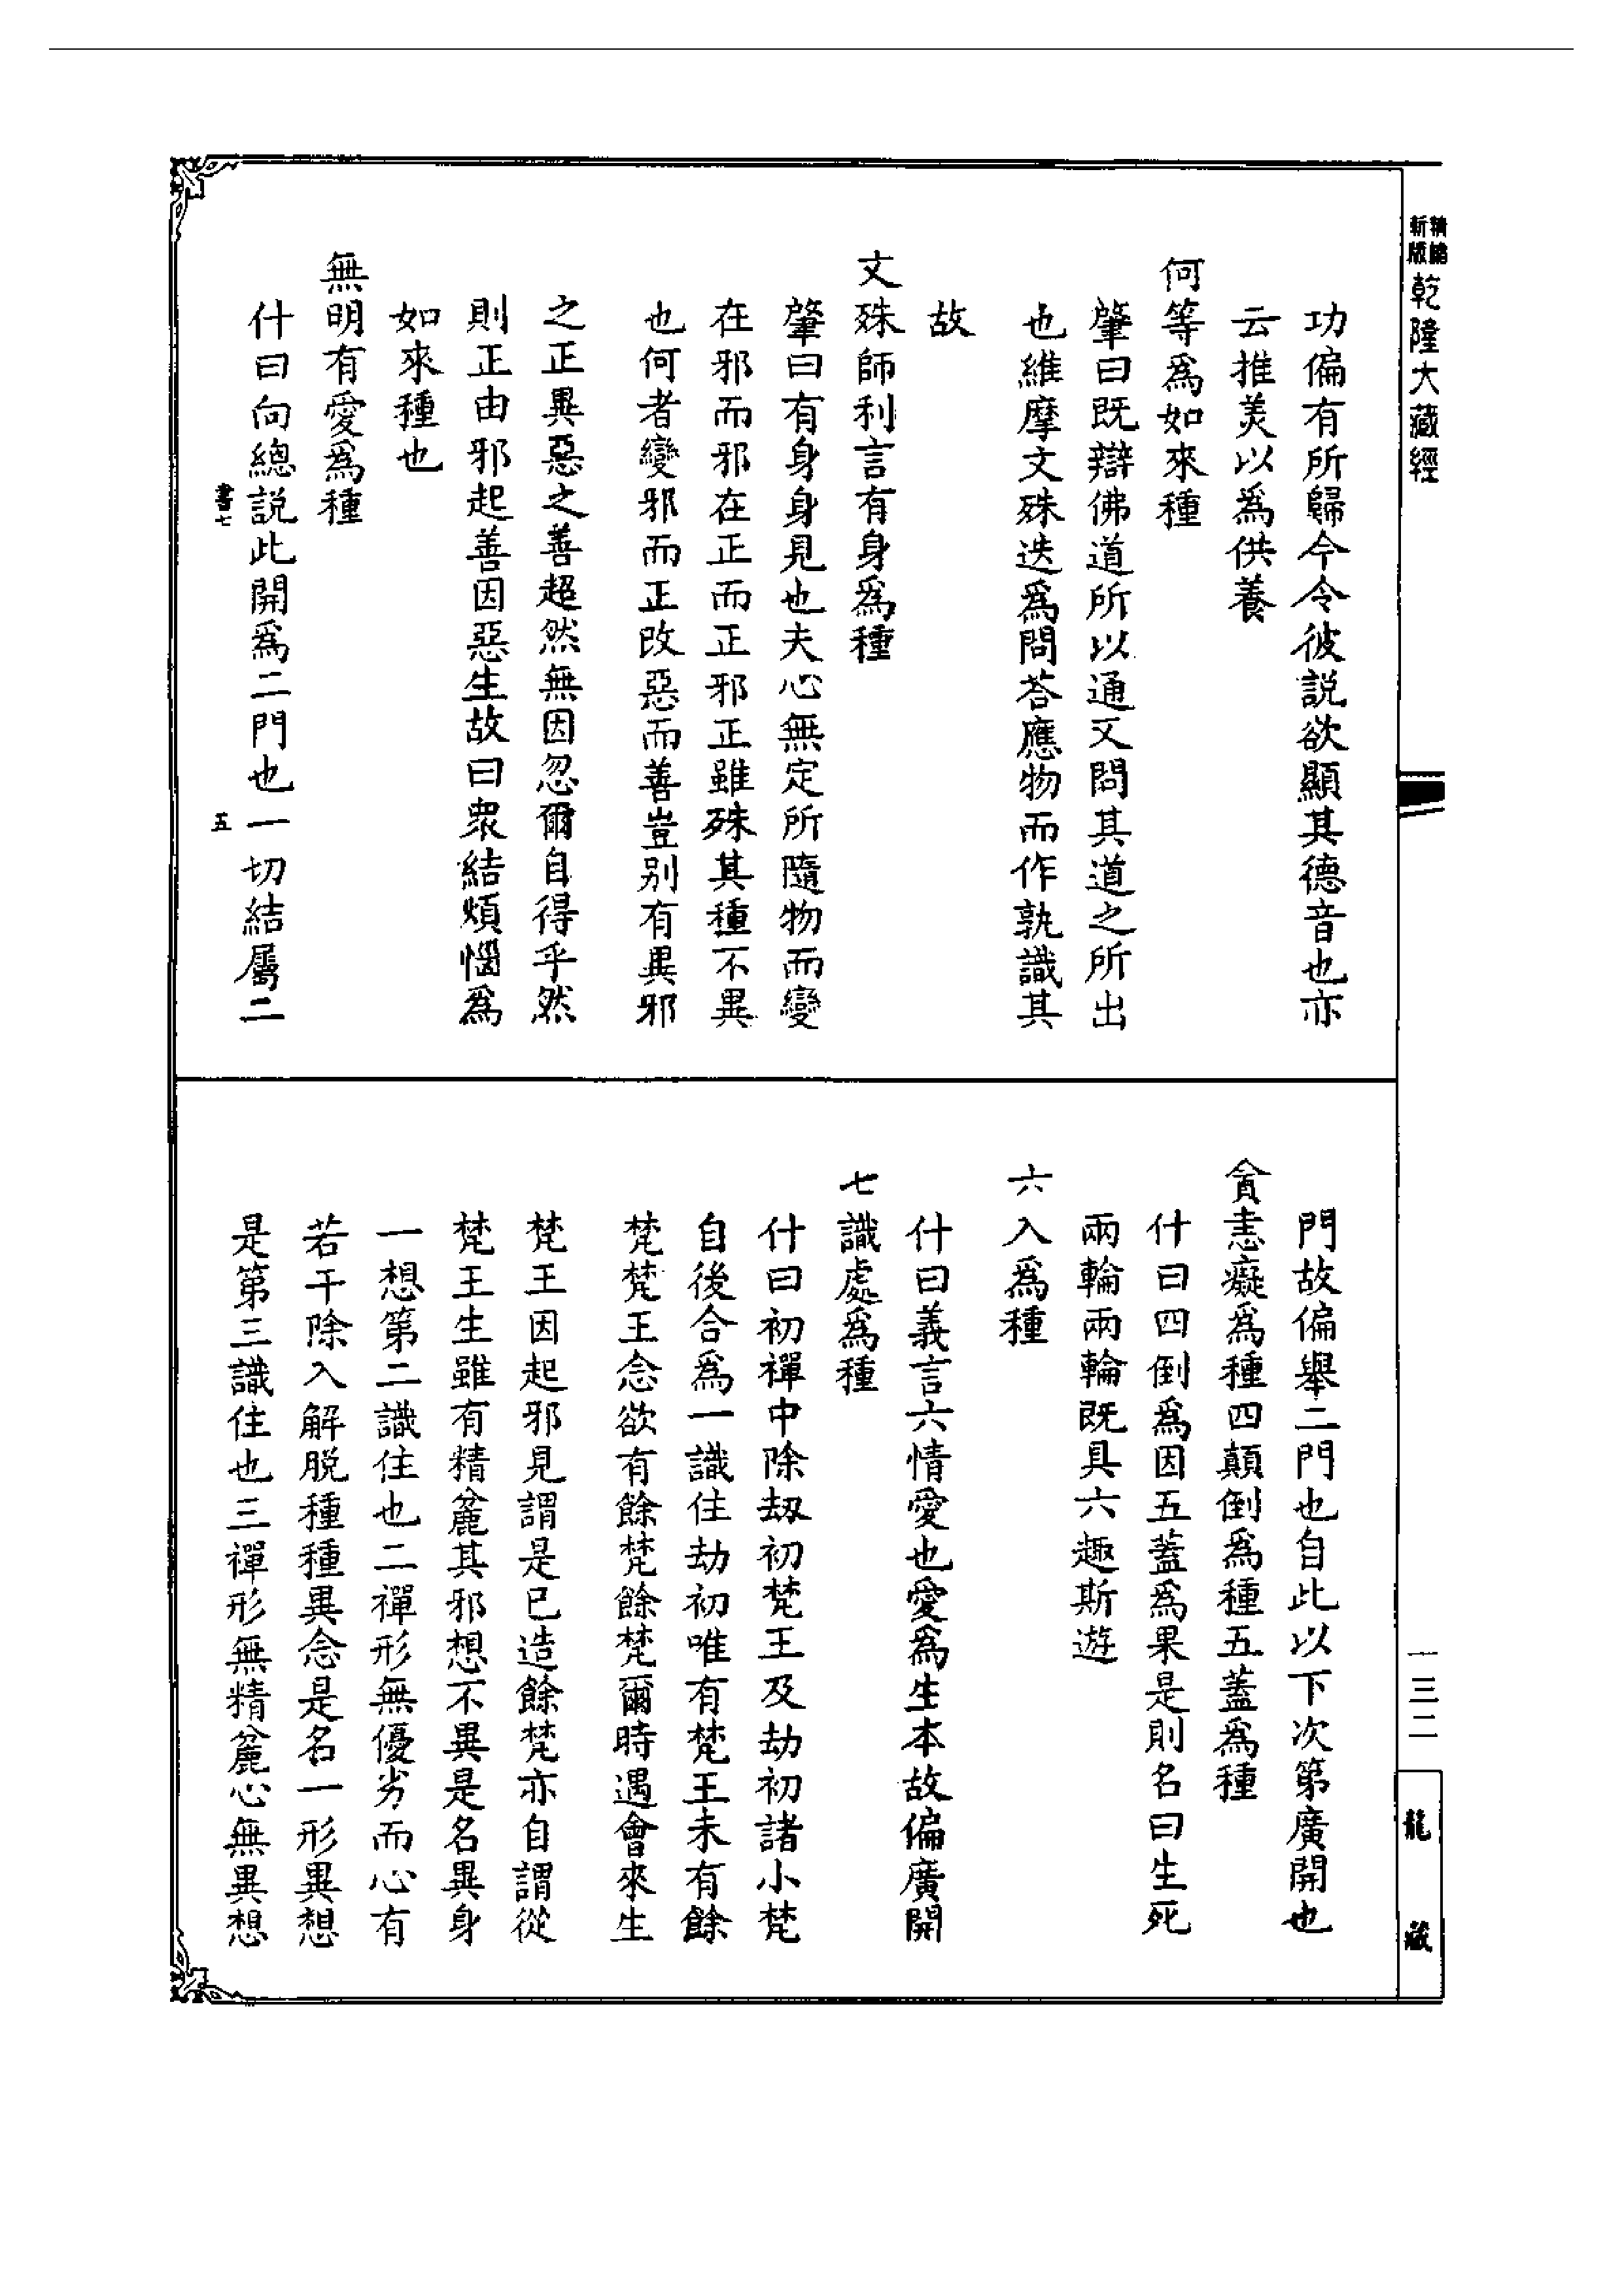 精編
新版
乾隆大藏經
功偏有所歸今令彼説欲顯其德音也亦
云推美以爲供養
何等爲如來種
肇曰既辯佛道所以通又問其道之所出
也維摩文殊迭爲問荅應物而作孰識其
故
文殊師利言有身爲種
肇曰有身身見也夫心無定所隨物而變
在邪而邪在正而正邪正雖殊其種不異
也何者變邪而正改惡而善豈别有異邪
之正異惡之善超然無因忽爾自得乎然
則正由邪起善因惡生故曰衆結煩惱爲
如來種也
無明有愛爲種
什曰向總説此開爲二門也一切結屬二
書七
五
門故偏舉二門也自此以下次第廣開也
貪恚癡爲種四顛倒爲種五蓋爲種
什曰四倒爲因五蓋爲果是則名曰生死
兩輪兩輪既具六趣斯遊
六入爲種
什曰義言六情愛也愛爲生本故偏廣開
七識處爲種
什曰初禪中除劫初梵王及劫初諸小梵
自後合爲一識住劫初唯有梵王未有餘
梵梵王念欲有餘梵餘梵爾時遇會來生
梵王因起邪見謂是已造餘梵亦自謂從
梵王生雖有精麄其邪想不異是名異身
一想第二識住也二禪形無優劣而心有
若干除入解脱種種異念是名一形異想
是第三識住也三禪形無精麄心無異想
一三二
龍藏